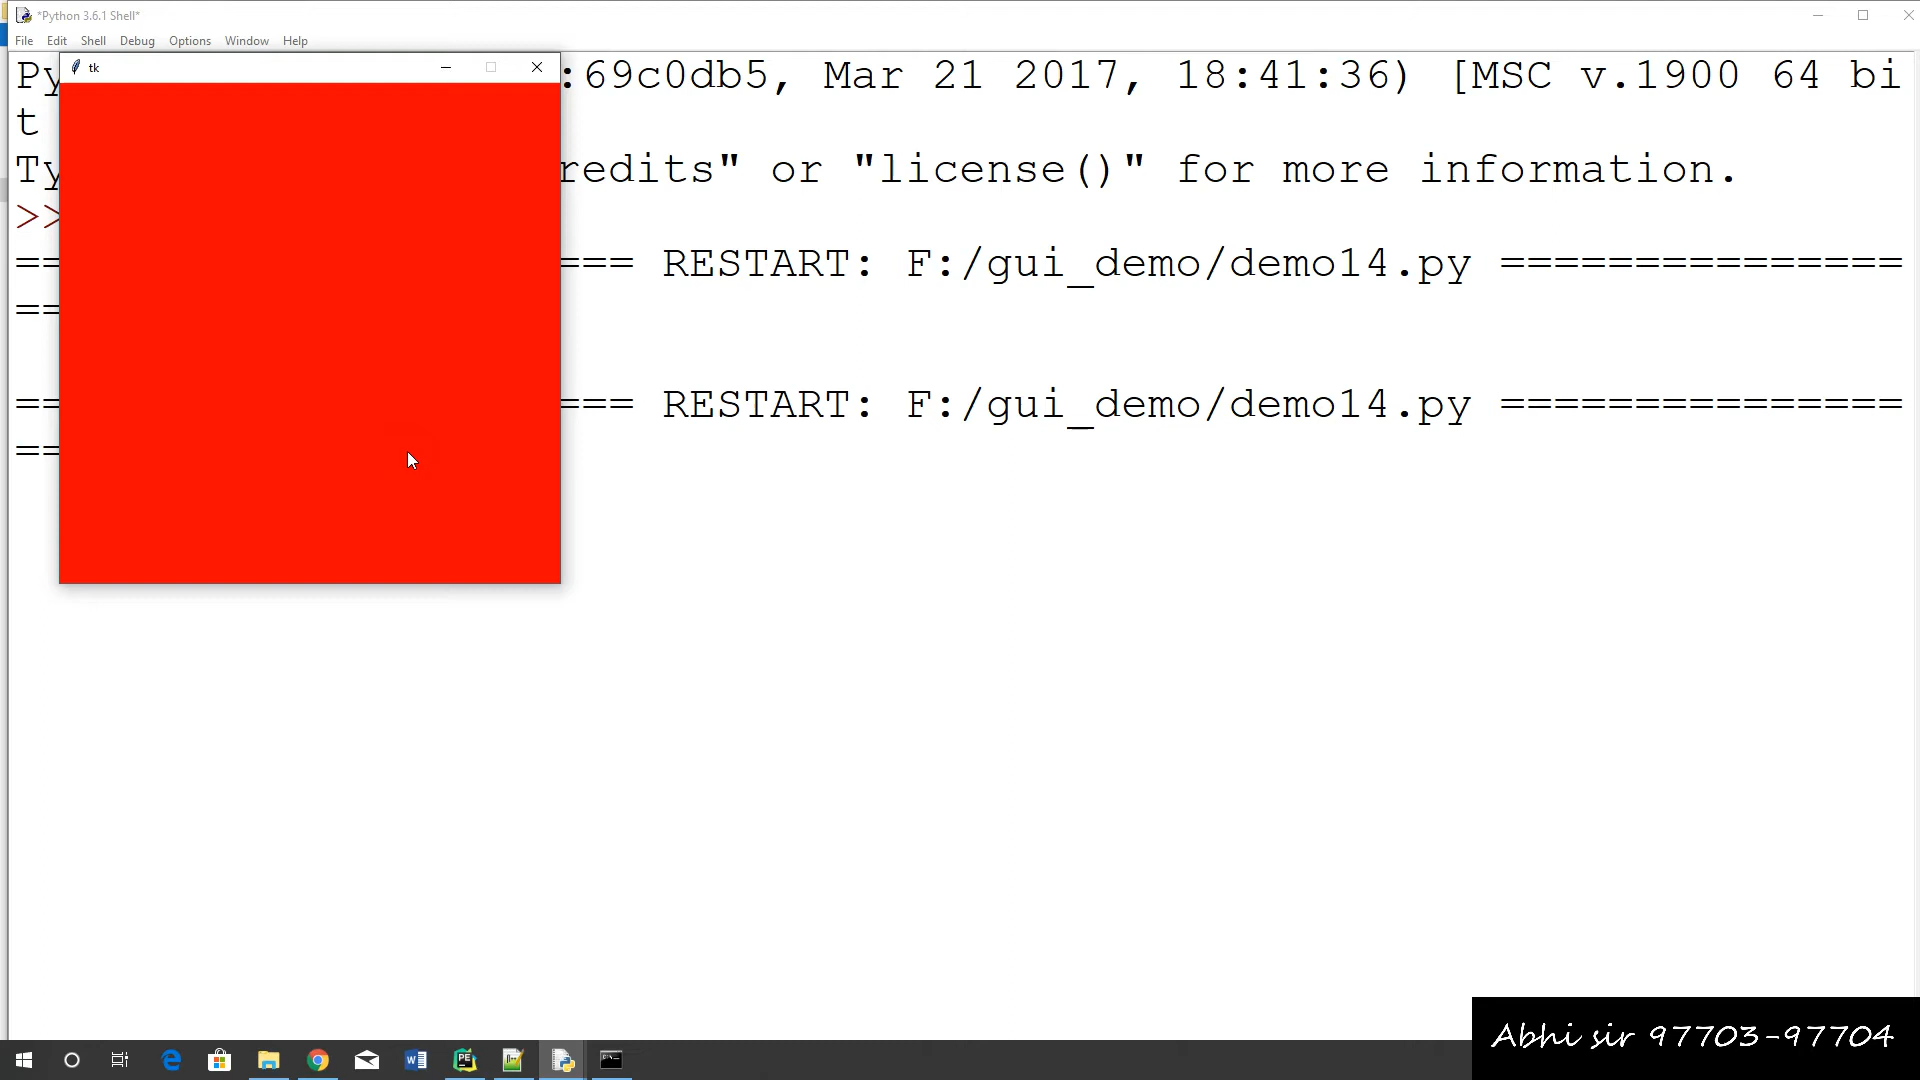 *Python 3.6.1 Shell*
File Edit Shell Debug Options Window Help
tk
Py :69c0db5, Mar 21 2017, 18:41:36) [MSC v.1900 64 bi
t
Ty redits" or "license()" for more information.
>>
== === RESTART: F:/gui_demo/demo14.py ===============
==
== === RESTART: F:/gui_demo/demo14.py ===============
==
Abhi sir 97703-97704